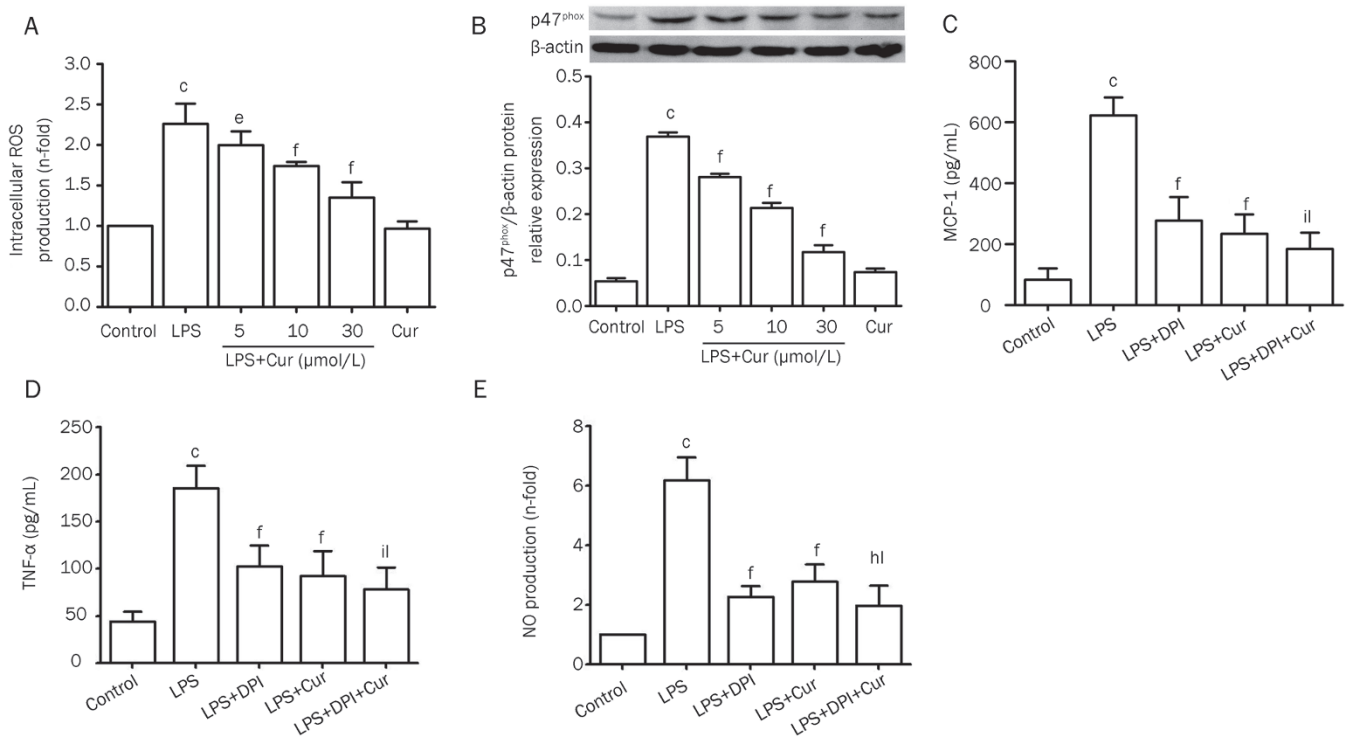 A
Intracellular ROS
production (n-fold)
3.0
2.5
2.0
1.5
1.0
0.5
0.0
c
e
f
f
Control LPS 5 10 30 Cur
LPS+Cur (μmol/L)
B
p47phox
β-actin
p47phox/β-actin protein
relative expression
0.5
0.4
0.3
0.2
0.1
0.0
c
f
f
f
Control LPS 5 10 30 Cur
LPS+Cur (μmol/L)
C
MCP-1 (pg/mL)
800
600
400
200
0
c
f
f
il
Control LPS LPS+DPI LPS+Cur LPS+DPI+Cur
D
TNF-α (pg/mL)
250
200
150
100
50
0
c
f
f
il
Control LPS LPS+DPI LPS+Cur LPS+DPI+Cur
E
NO production (n-fold)
8
6
4
2
0
c
f
f
hl
Control LPS LPS+DPI LPS+Cur LPS+DPI+Cur